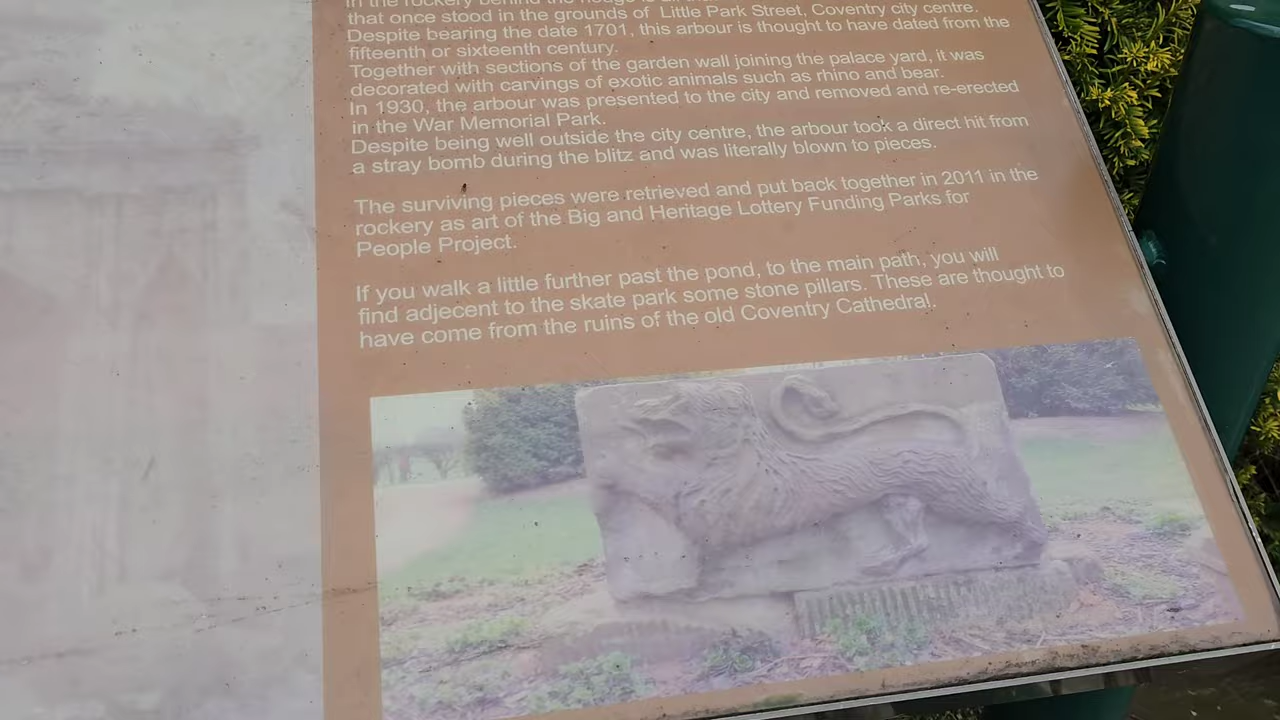 In the rockery behind the hedge is all
that once stood in the grounds of Little Park Street, Coventry city centre.
Despite bearing the date 1701, this arbour is thought to have dated from the
fifteenth or sixteenth century.
Together with sections of the garden wall joining the palace yard, it was
decorated with carvings of exotic animals such as rhino and bear.
In 1930, the arbour was presented to the city and removed and re-erected
in the War Memorial Park.
Despite being well outside the city centre, the arbour took a direct hit from
a stray bomb during the blitz and was literally blown to pieces.
The surviving pieces were retrieved and put back together in 2011 in the
rockery as art of the Big and Heritage Lottery Funding Parks for
People Project.
If you walk a little further past the pond, to the main path, you will
find adjecent to the skate park some stone pillars. These are thought to
have come from the ruins of the old Coventry Cathedral.